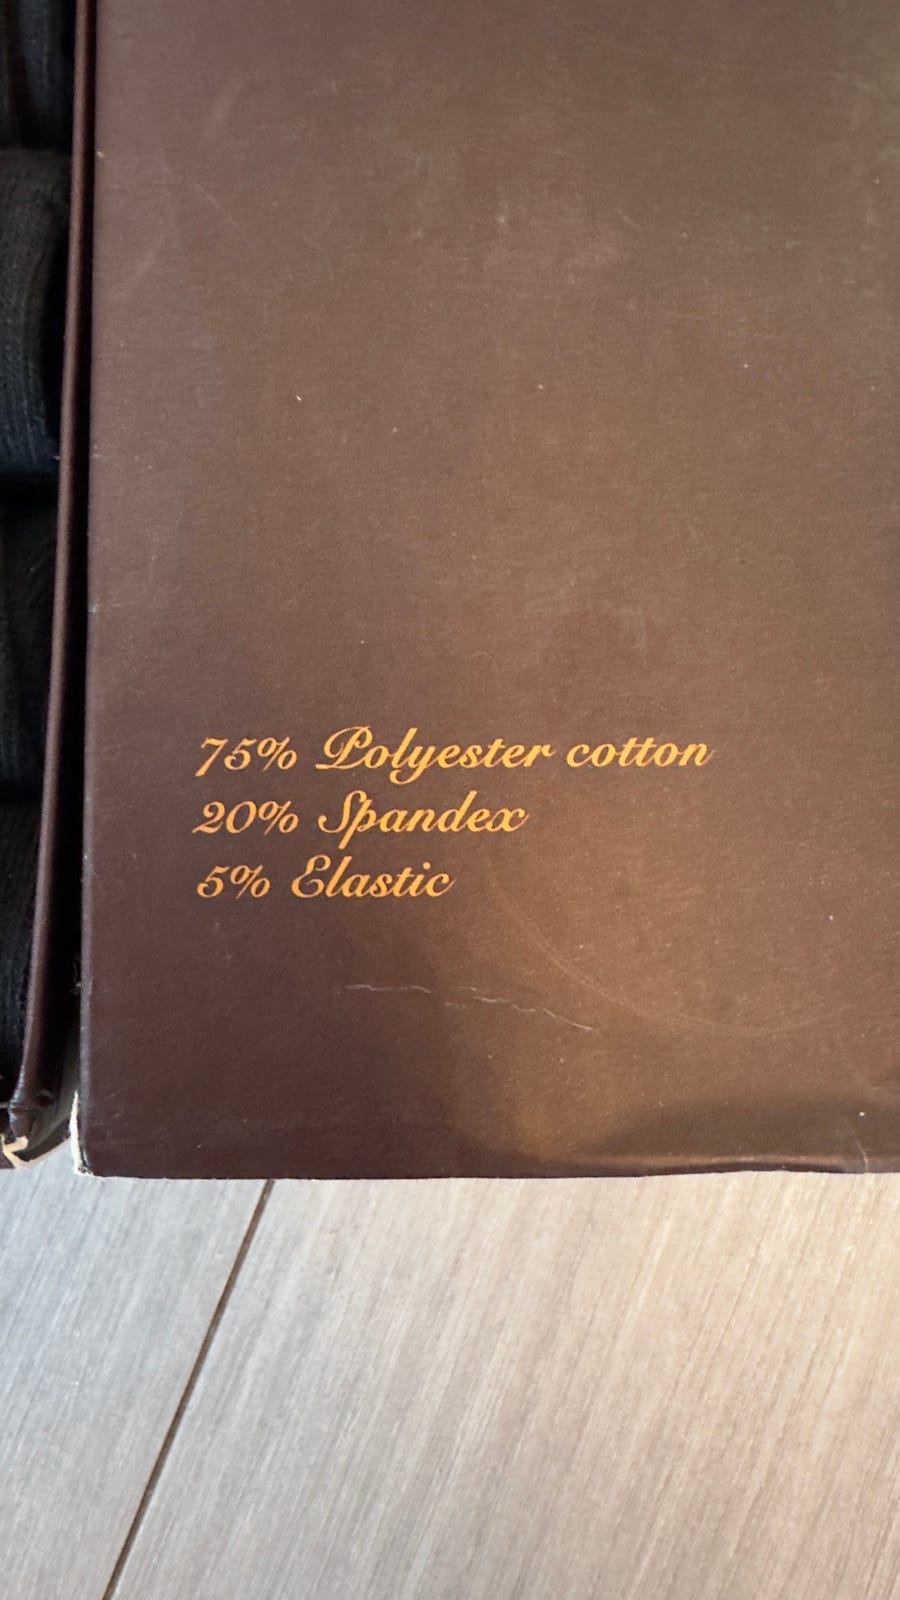 75% Polyester cotton
20% Spandex
5% Elastic